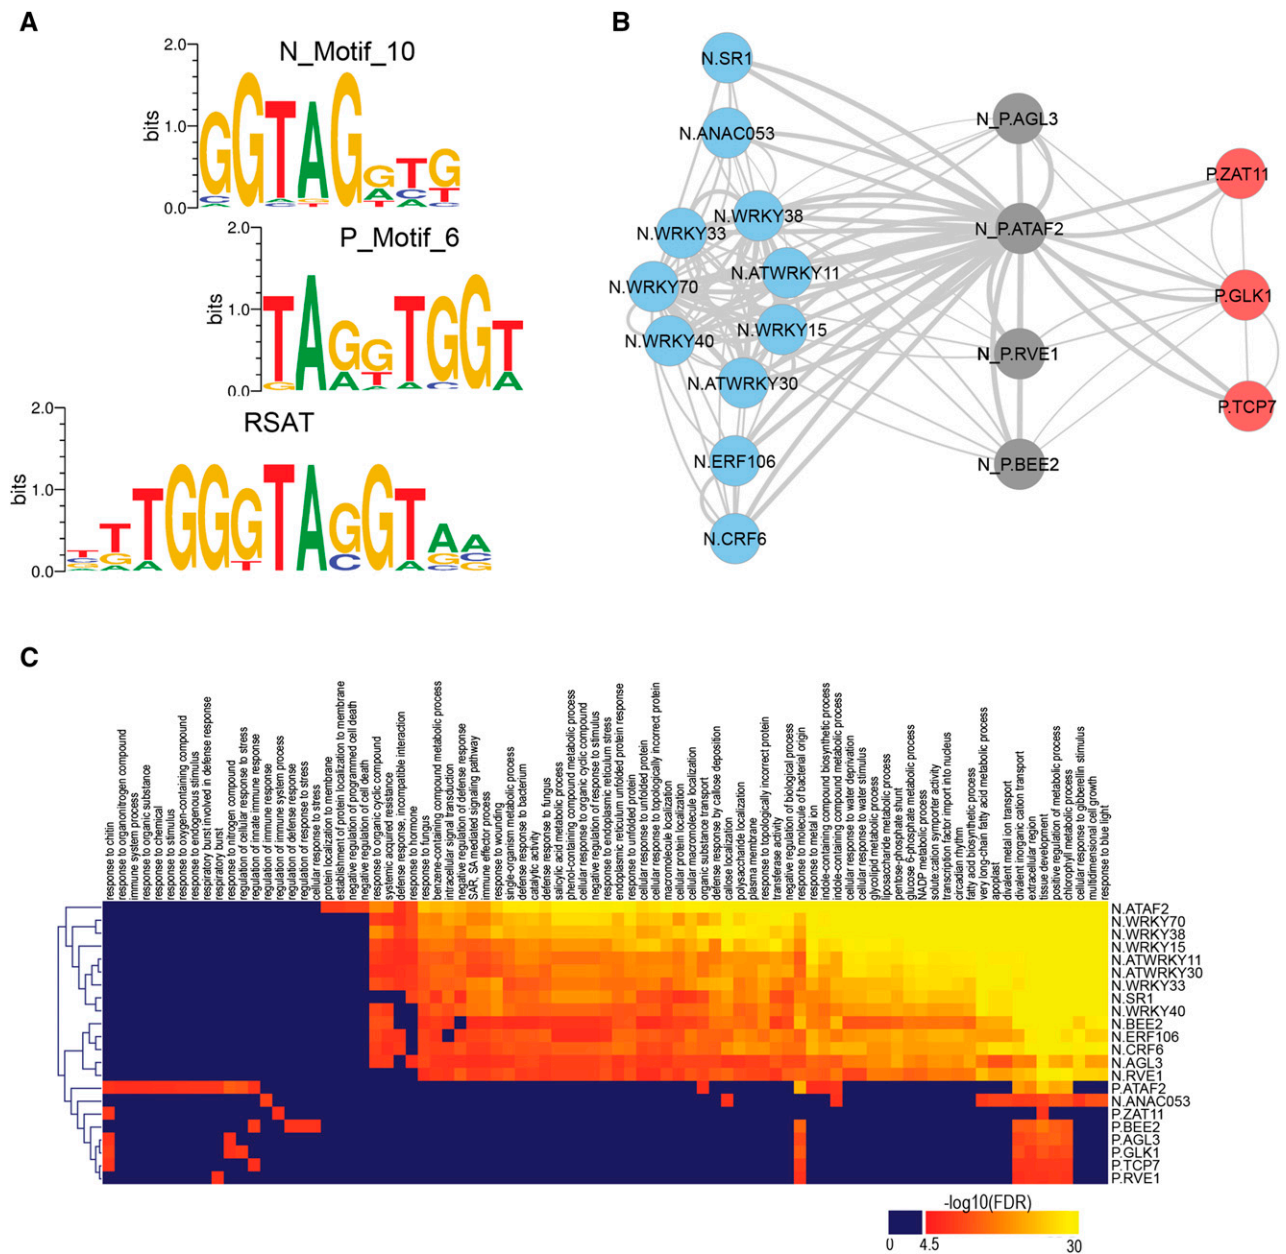 A
B
N_Motif_10
2.0
bits
1.0
0.0
GGTAGGTG
P_Motif_6
2.0
bits
1.0
0.0
TAGGTGGT
RSAT
2.0
bits
1.0
0.0
TTTGGGTAGGTAA
N.SR1
N.ANAC053
N.WRKY38
N.WRKY33
N.ATWRKY11
N.WRKY70
N.WRKY15
N.WRKY40
N.ATWRKY30
N.ERF106
N.CRF6
N_P.AGL3
N_P.ATAF2
N_P.RVE1
N_P.BEE2
P.ZAT11
P.GLK1
P.TCP7
C
response to chitin
response to organonitrogen compound
immune system process
response to organic substance
response to chemical
response to stimulus
response to oxygen-containing compound
response to endogenous stimulus
respiratory burst involved in defense response
respiratory burst
response to nitrogen compound
regulation of cellular response to stress
regulation of innate immune response
regulation of immune response
regulation of immune system process
regulation of defense response
regulation of response to stress
cellular response to stress
protein localization to membrane
establishment of protein localization to membrane
negative regulation of programmed cell death
negative regulation of cell death
response to organic cyclic compound
systemic acquired resistance
defense response, incompatible interaction
response to hormone
response to fungus
benzene-containing compound metabolic process
intracellular signal transduction
negative regulation of defense response
SAR, SA mediated signaling pathway
immune effector process
response to wounding
single-organism metabolic process
defense response to bacterium
catalytic activity
defense response to fungus
salicylic acid metabolic process
phenol-containing compound metabolic process
cellular response to organic cyclic compound
negative regulation of response to stimulus
response to endoplasmic reticulum stress
endoplasmic reticulum unfolded protein response
response to unfolded protein
cellular response to unfolded protein
cellular response to topologically incorrect protein
macromolecule localization
cellular protein localization
cellular macromolecule localization
organic substance transport
defense response by callose deposition
callose localization
polysaccharide localization
plasma membrane
response to topologically incorrect protein
transferase activity
negative regulation of biological process
response to molecule of bacterial origin
response to metal ion
indole-containing compound biosynthetic process
indole-containing compound metabolic process
cellular response to water deprivation
cellular response to water stimulus
glycolipid metabolic process
liposaccharide metabolic process
pentose-phosphate shunt
glucose 6-phosphate metabolic process
NADP metabolic process
solute:cation symporter activity
transcription factor import into nucleus
circadian rhythm
fatty acid biosynthetic process
very long-chain fatty acid metabolic process
apoplast
divalent metal ion transport
divalent inorganic cation transport
extracellular region
tissue development
positive regulation of metabolic process
chlorophyll metabolic process
cellular response to gibberellin stimulus
multidimensional cell growth
response to blue light
N.ATAF2
N.WRKY70
N.WRKY38
N.WRKY15
N.ATWRKY11
N.ATWRKY30
N.WRKY33
N.SR1
N.WRKY40
N.BEE2
N.ERF106
N.CRF6
N.AGL3
N.RVE1
P.ATAF2
N.ANAC053
P.ZAT11
P.BEE2
P.AGL3
P.GLK1
P.TCP7
P.RVE1
-log10(FDR)
0 4.5 30